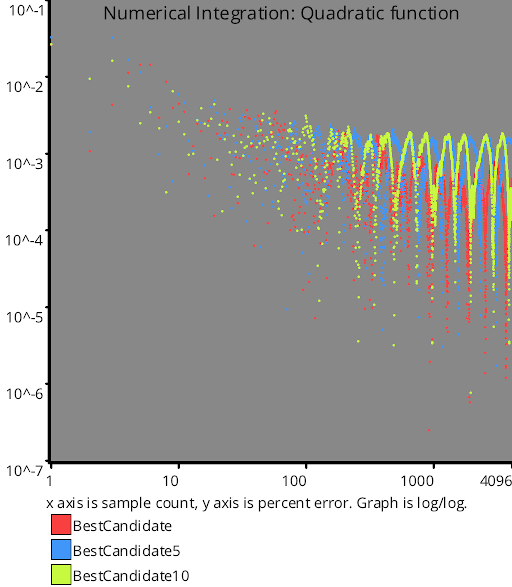 Numerical Integration: Quadratic function
10^-1
10^-2
10^-3
10^-4
10^-5
10^-6
10^-7
1 10 100 1000 4096
x axis is sample count, y axis is percent error. Graph is log/log.
BestCandidate
BestCandidate5
BestCandidate10